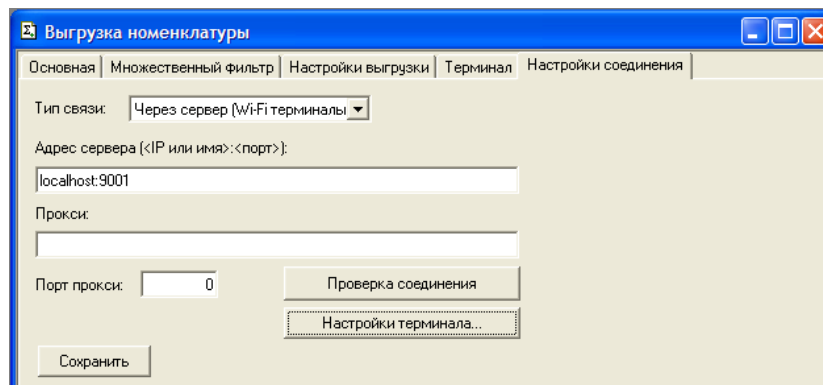 Выгрузка номенклатуры
Основная Множественный фильтр Настройки выгрузки Терминал Настройки соединения
Тип связи: Через сервер (Wi-Fi терминалы
Адрес сервера (<IP или имя>:<порт>):
localhost:9001
Прокси:
Порт прокси: 0 Проверка соединения
Настройки терминала...
Сохранить